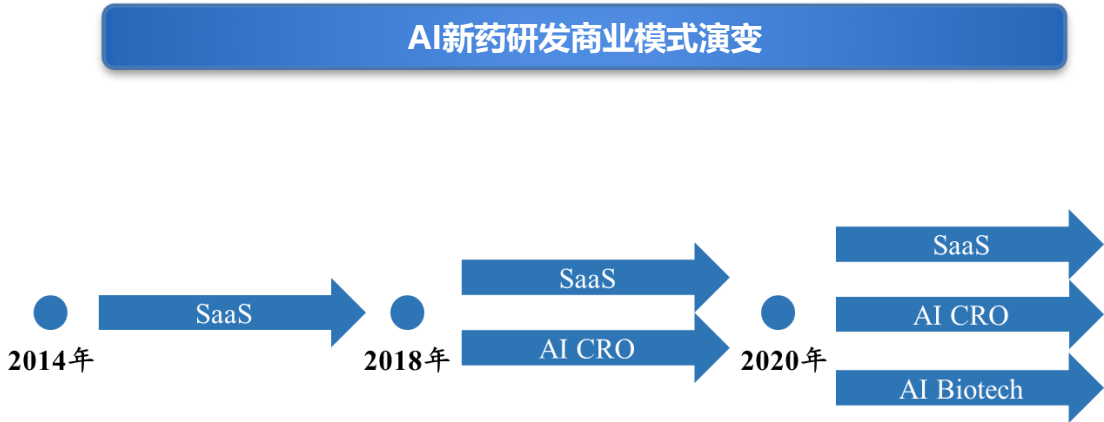 AI新药研发商业模式演变
2014年
SaaS
2018年
SaaS
AI CRO
2020年
SaaS
AI CRO
AI Biotech